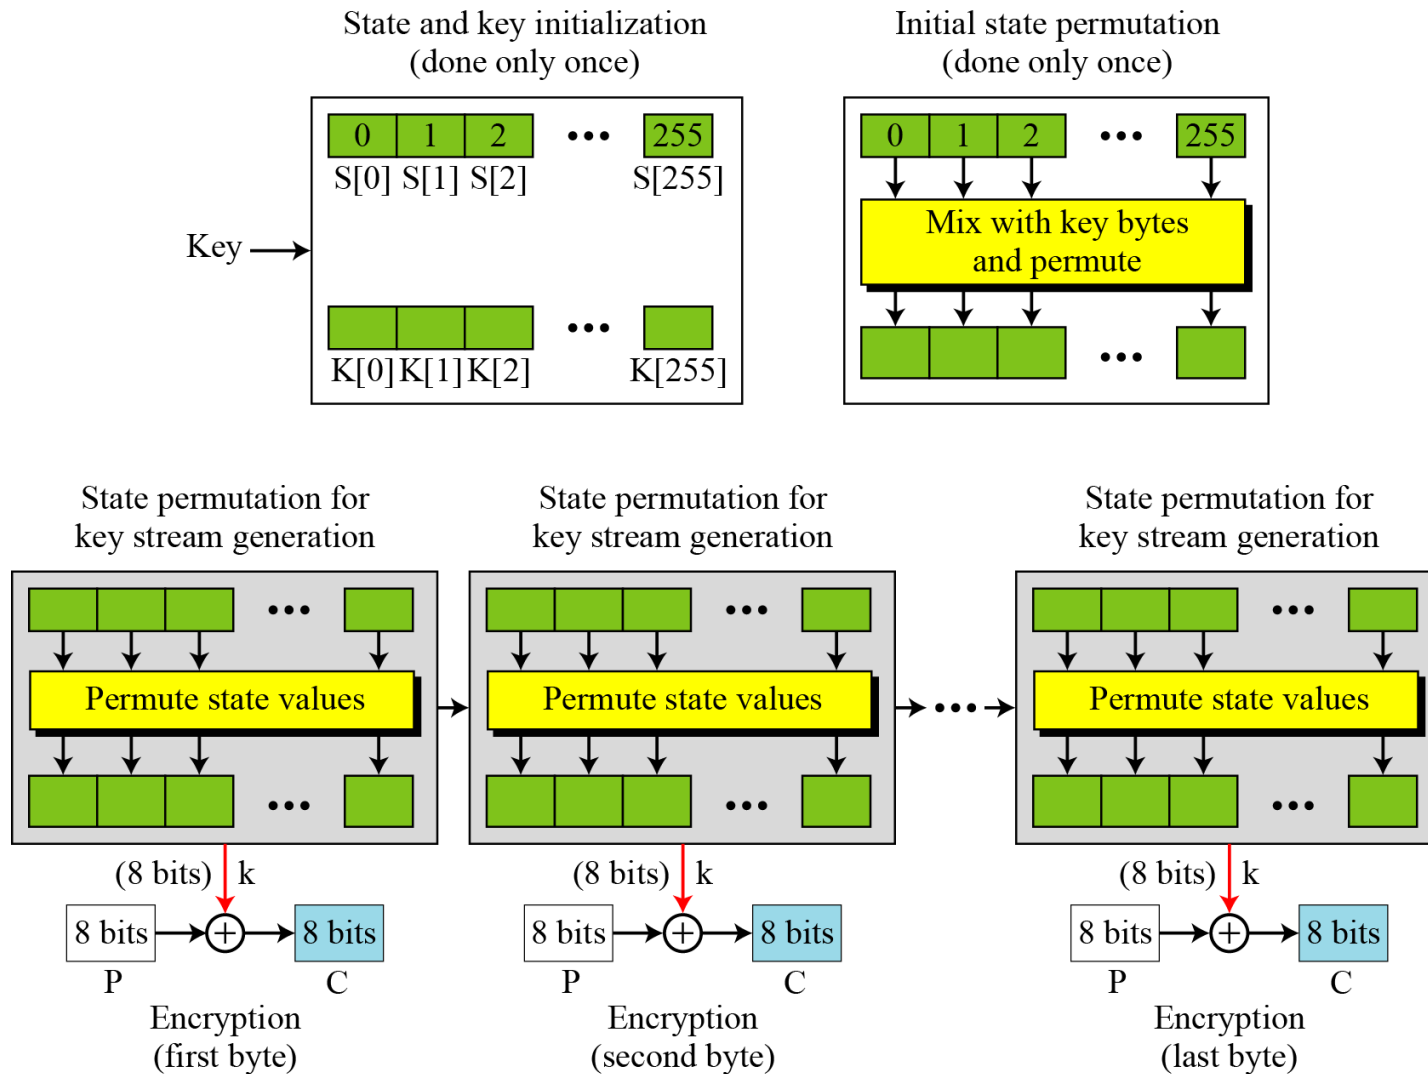 State and key initialization
(done only once)
0 1 2 ••• 255
S[0] S[1] S[2] S[255]
Key
•••
K[0] K[1] K[2] K[255]
Initial state permutation
(done only once)
0 1 2 ••• 255
Mix with key bytes
and permute
•••
State permutation for
key stream generation
•••
Permute state values
•••
(8 bits) k
8 bits + 8 bits
P C
Encryption
(first byte)
State permutation for
key stream generation
•••
Permute state values
•••
(8 bits) k
8 bits + 8 bits
P C
Encryption
(second byte)
•••
State permutation for
key stream generation
•••
Permute state values
•••
(8 bits) k
8 bits + 8 bits
P C
Encryption
(last byte)